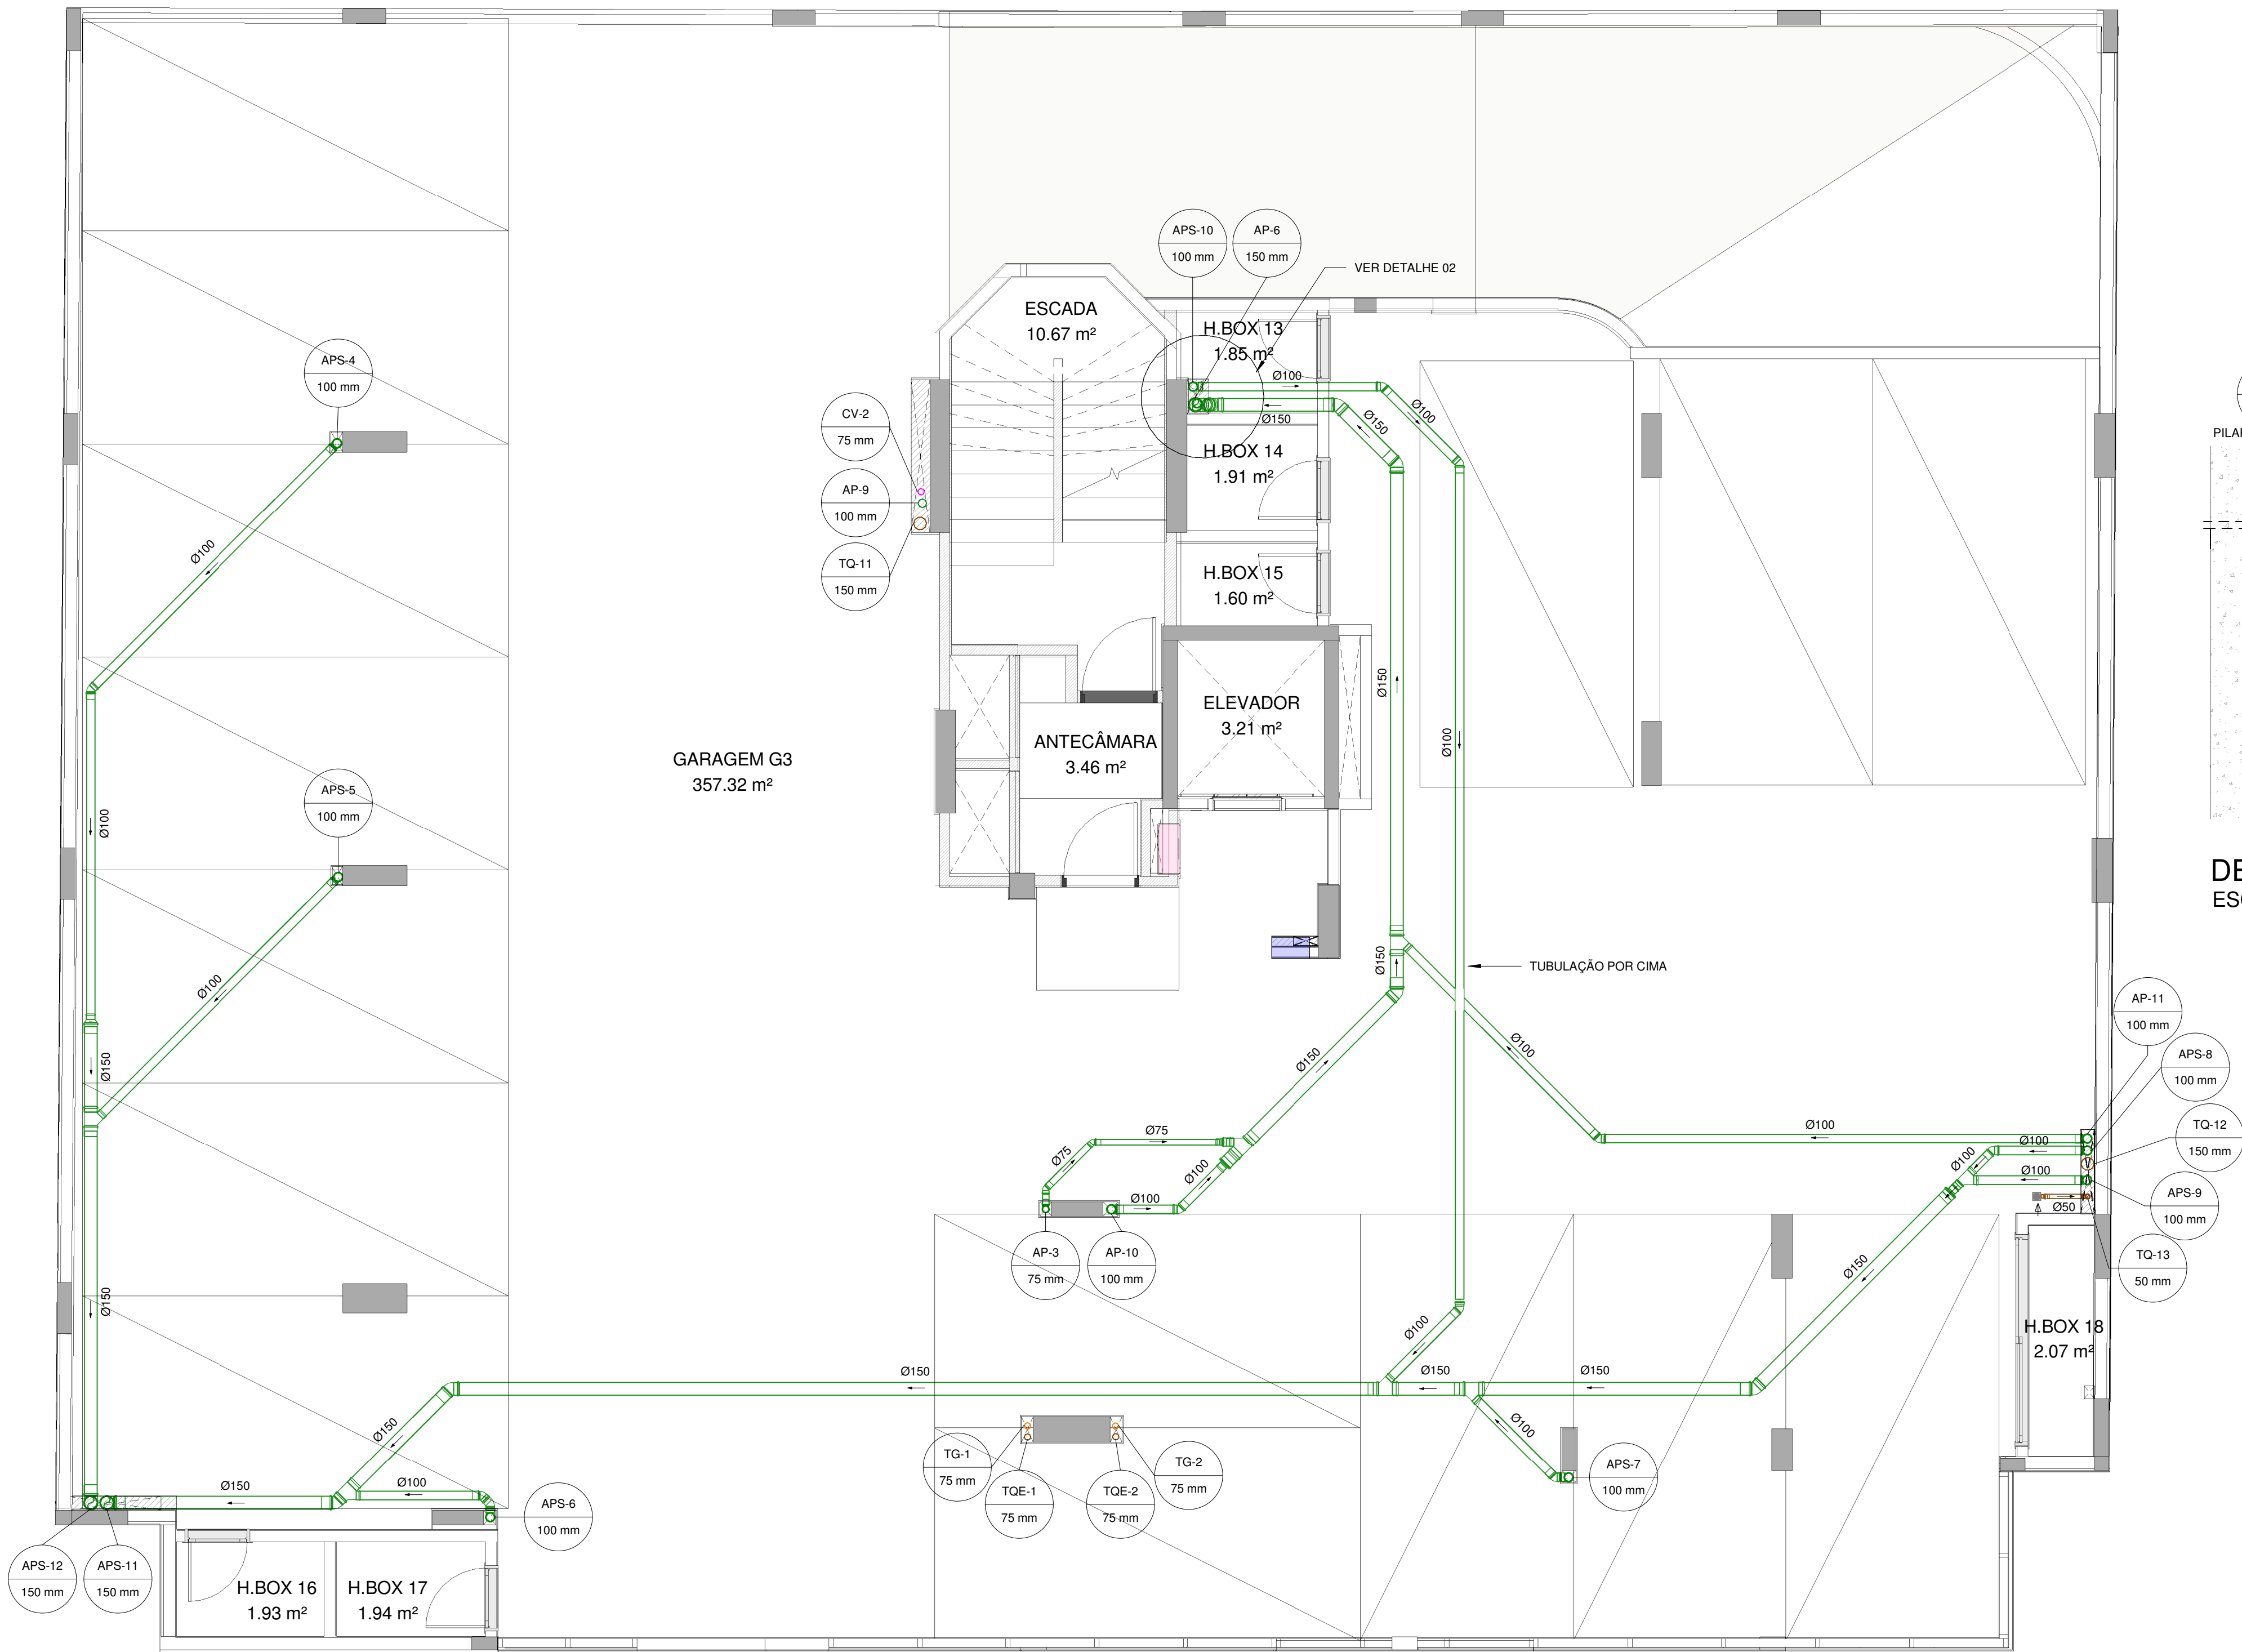 APS-10
100 mm
AP-6
150 mm
VER DETALHE 02
ESCADA
10.67 m²
H.BOX 13
1.85 m²
APS-4
100 mm
Ø100
Ø100
Ø150
Ø150
CV-2
75 mm
H.BOX 14
1.91 m²
AP-9
100 mm
Ø100
TQ-11
150 mm
H.BOX 15
1.60 m²
Ø150
ELEVADOR
3.21 m²
Ø100
ANTECÂMARA
3.46 m²
GARAGEM G3
357.32 m²
APS-5
100 mm
Ø100
Ø100
Ø150
TUBULAÇÃO POR CIMA
AP-11
100 mm
Ø150
Ø150
Ø100
APS-8
100 mm
Ø75
Ø75
Ø100
Ø100
Ø100
Ø100
Ø100
Ø100
TQ-12
150 mm
APS-9
100 mm
Ø50
TQ-13
50 mm
AP-3
75 mm
AP-10
100 mm
Ø150
Ø150
Ø100
H.BOX 18
2.07 m²
Ø150
Ø150
Ø150
Ø150
Ø100
TG-1
75 mm
TG-2
75 mm
TQE-1
75 mm
TQE-2
75 mm
APS-7
100 mm
Ø150
Ø100
APS-6
100 mm
APS-12
150 mm
APS-11
150 mm
H.BOX 16
1.93 m²
H.BOX 17
1.94 m²